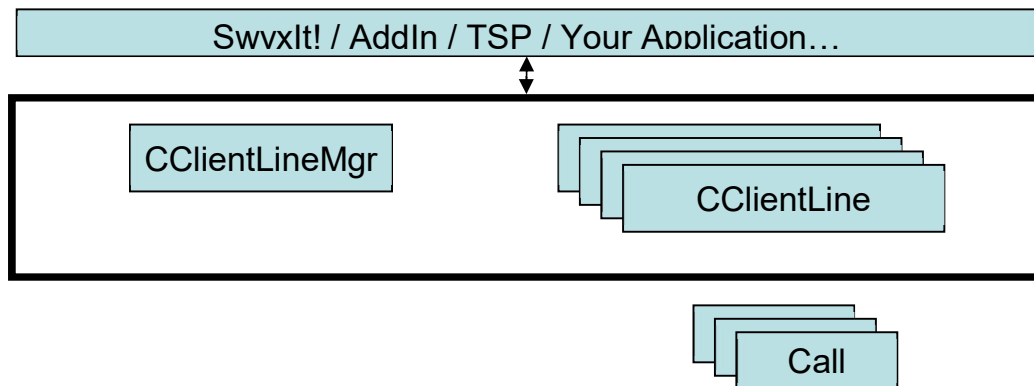 SwyxIt! / AddIn / TSP / Your Application…
CClientLineMgr
CClientLine
Call